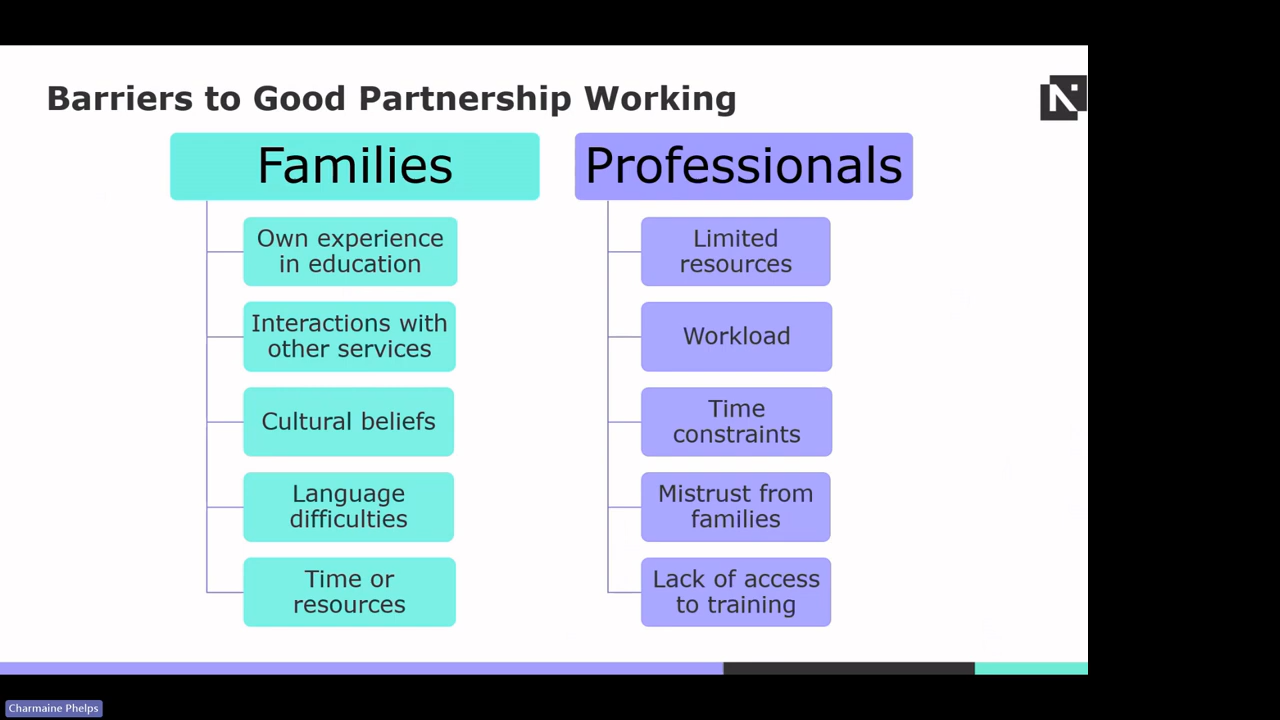 Barriers to Good Partnership Working
Families
Own experience
in education
Interactions with
other services
Cultural beliefs
Language
difficulties
Time or
resources
Professionals
Limited
resources
Workload
Time
constraints
Mistrust from
families
Lack of access
to training
Charmaine Phelps